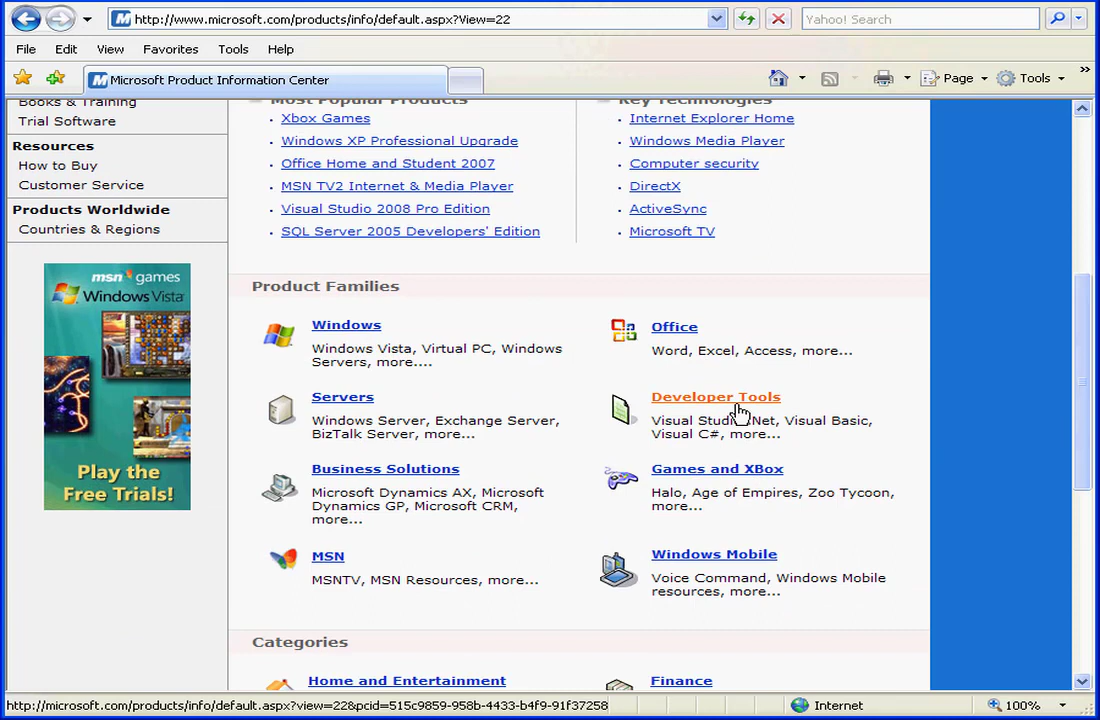 http://www.microsoft.com/products/info/default.aspx?View=22
Yahoo! Search
File Edit View Favorites Tools Help
Microsoft Product Information Center
Page Tools
Books & Training
Trial Software
Resources
How to Buy
Customer Service
Products Worldwide
Countries & Regions
msn games
Windows Vista
Play the
Free Trials!
Most Popular Products
Xbox Games
Windows XP Professional Upgrade
Office Home and Student 2007
MSN TV2 Internet & Media Player
Visual Studio 2008 Pro Edition
SQL Server 2005 Developers' Edition
Key Technologies
Internet Explorer Home
Windows Media Player
Computer security
DirectX
ActiveSync
Microsoft TV
Product Families
Windows
Windows Vista, Virtual PC, Windows
Servers, more....
Office
Word, Excel, Access, more...
Servers
Windows Server, Exchange Server,
BizTalk Server, more...
Developer Tools
Visual Studio .Net, Visual Basic,
Visual C#, more...
Business Solutions
Microsoft Dynamics AX, Microsoft
Dynamics GP, Microsoft CRM,
more...
Games and XBox
Halo, Age of Empires, Zoo Tycoon,
more...
MSN
MSNTV, MSN Resources, more...
Windows Mobile
Voice Command, Windows Mobile
resources, more...
Categories
Home and Entertainment
Finance
http://microsoft.com/products/info/default.aspx?view=22&pcid=515c9859-958b-4433-b4f9-91f37258
Internet
100%